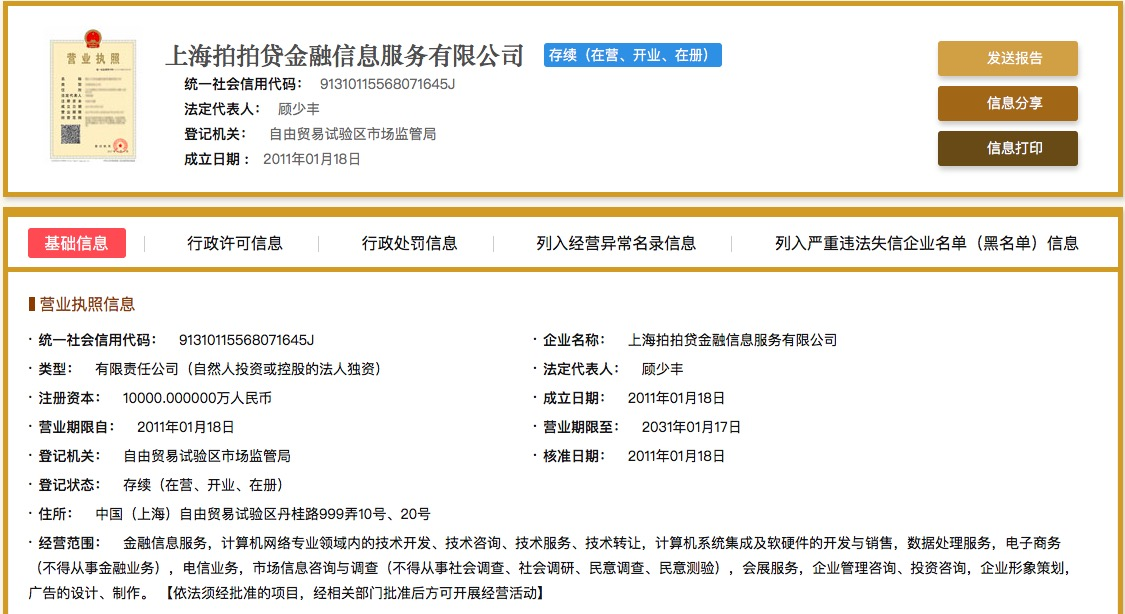 营业执照
上海拍拍贷金融信息服务有限公司 存续（在营、开业、在册）
统一社会信用代码： 91310115568071645J
法定代表人： 顾少丰
登记机关： 自由贸易试验区市场监管局
成立日期： 2011年01月18日
发送报告
信息分享
信息打印
基础信息 行政许可信息 行政处罚信息 列入经营异常名录信息 列入严重违法失信企业名单（黑名单）信息
营业执照信息
· 统一社会信用代码： 91310115568071645J · 企业名称： 上海拍拍贷金融信息服务有限公司
· 类型： 有限责任公司（自然人投资或控股的法人独资） · 法定代表人： 顾少丰
· 注册资本： 10000.000000万人民币 · 成立日期： 2011年01月18日
· 营业期限自： 2011年01月18日 · 营业期限至： 2031年01月17日
· 登记机关： 自由贸易试验区市场监管局 · 核准日期： 2011年01月18日
· 登记状态： 存续（在营、开业、在册）
· 住所： 中国（上海）自由贸易试验区丹桂路999弄10号、20号
· 经营范围： 金融信息服务，计算机网络专业领域内的技术开发、技术咨询、技术服务、技术转让，计算机系统集成及软硬件的开发与销售，数据处理服务，电子商务
（不得从事金融业务），电信业务，市场信息咨询与调查（不得从事社会调查、社会调研、民意调查、民意测验），会展服务，企业管理咨询、投资咨询，企业形象策划，
广告的设计、制作。 【依法须经批准的项目，经相关部门批准后方可开展经营活动】